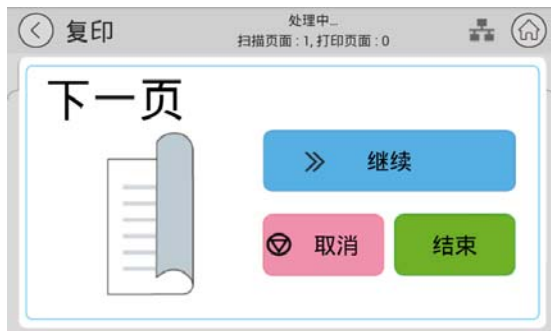 复印
处理中...
扫描页面 : 1, 打印页面 : 0
下一页
继续
取消
结束